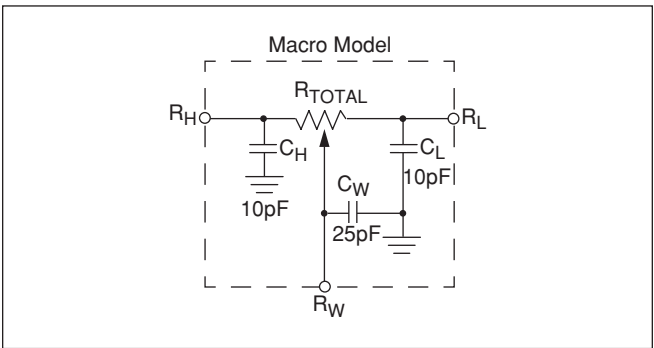 Macro Model
R_TOTAL
R_H
R_L
C_H
C_L
10pF
10pF
C_W
25pF
R_W